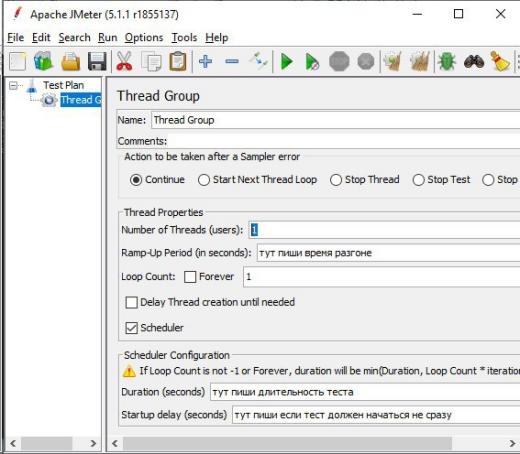 Apache JMeter (5.1.1 r1855137)
File Edit Search Run Options Tools Help
Test Plan
Thread G
Thread Group
Name: Thread Group
Comments:
Action to be taken after a Sampler error
Continue Start Next Thread Loop Stop Thread Stop Test Stop
Thread Properties
Number of Threads (users): 1
Ramp-Up Period (in seconds): тут пиши время разгоне
Loop Count: Forever 1
Delay Thread creation until needed
Scheduler
Scheduler Configuration
If Loop Count is not -1 or Forever, duration will be min(Duration, Loop Count * iteration
Duration (seconds) тут пиши длительность теста
Startup delay (seconds) тут пиши если тест должен начаться не сразу